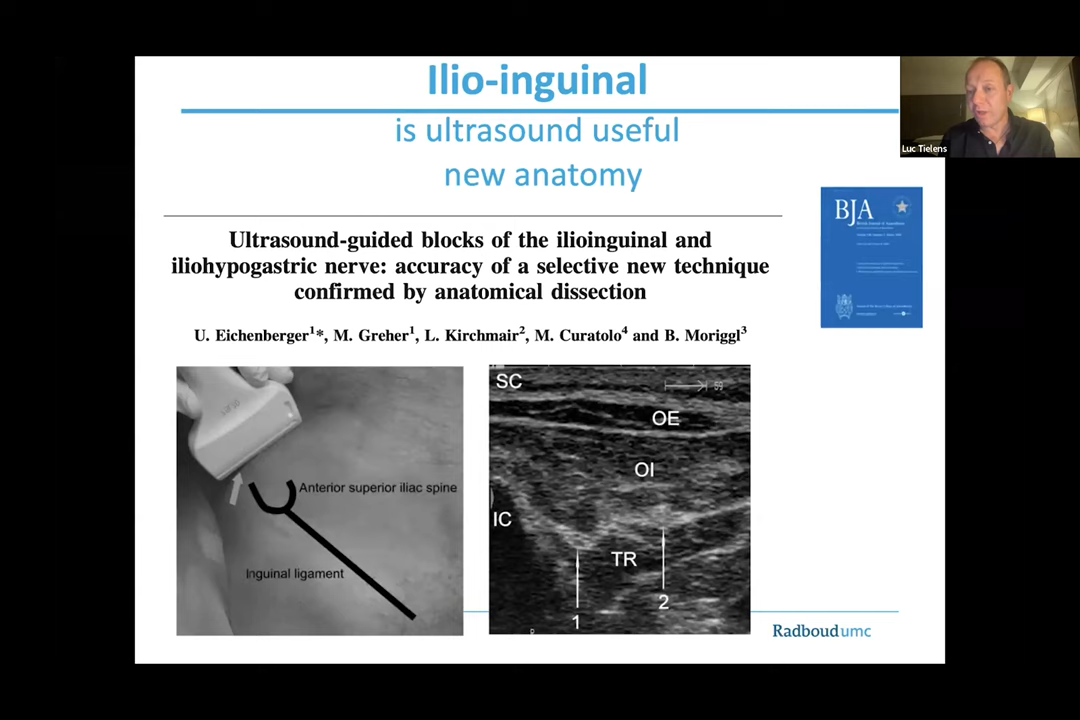 Ilio-inguinal
is ultrasound useful
new anatomy
Luc Tielens
BJA
Ultrasound-guided blocks of the ilioinguinal and
iliohypogastric nerve: accuracy of a selective new technique
confirmed by anatomical dissection
U. Eichenberger1*, M. Greher1, L. Kirchmair2, M. Curatolo4 and B. Moriggl3
Anterior superior iliac spine
Inguinal ligament
SC
59
OE
OI
IC
TR
1
2
Radboudumc